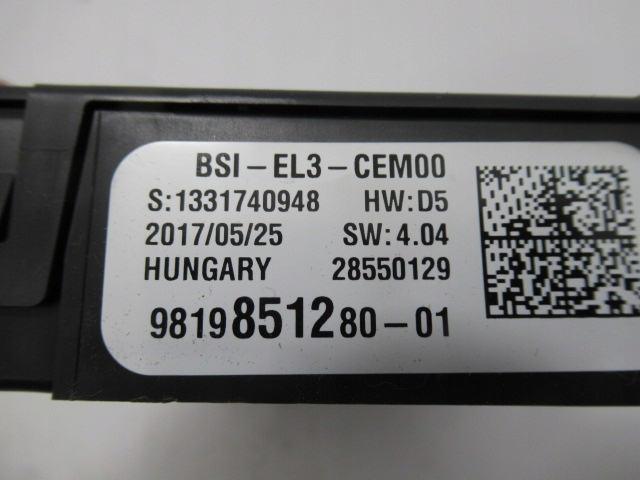 BSI-EL3-CEM00
S:1331740948 HW:D5
2017/05/25 SW:4.04
HUNGARY 28550129
9819851280-01